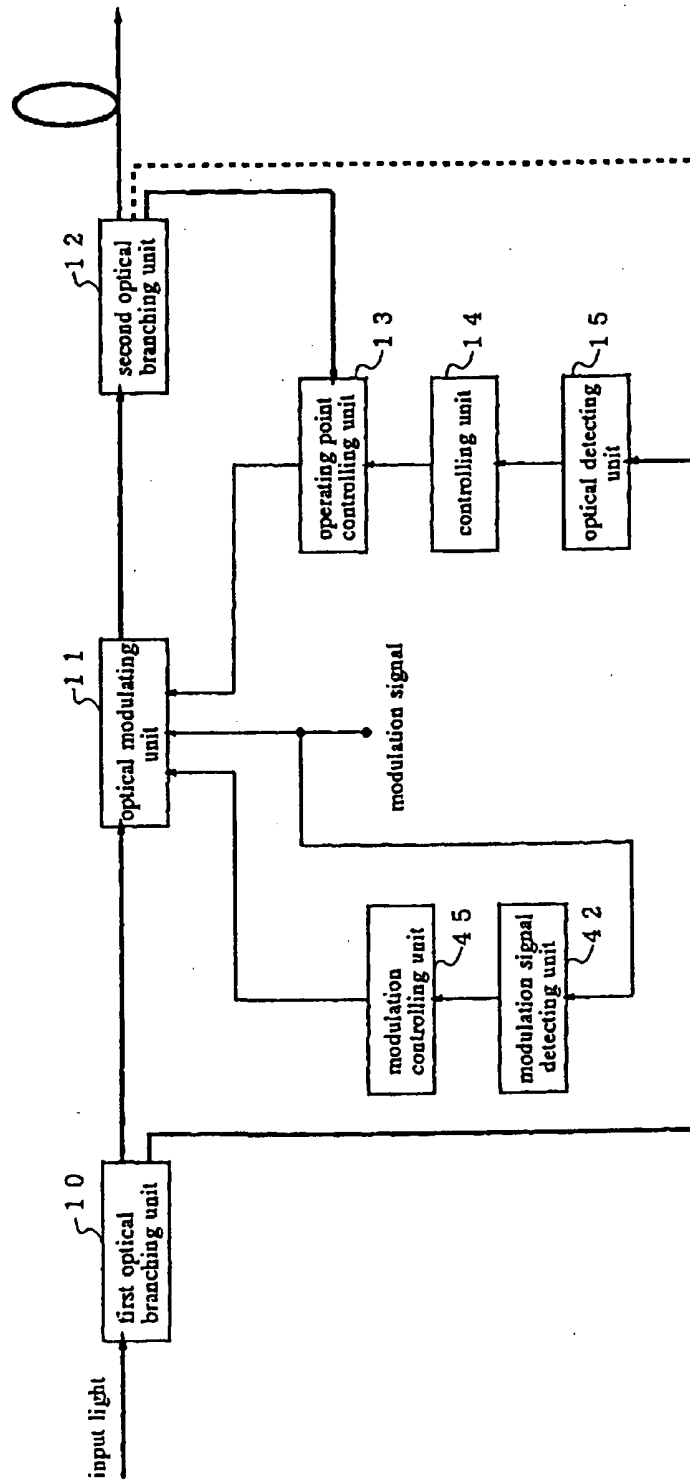 input light
1 0
first optical
branching unit
1 1
optical modulating
unit
1 2
second optical
branching unit
modulation
controlling unit
4 5
modulation signal
detecting unit
4 2
modulation signal
operating point
controlling unit
1 3
controlling unit
1 4
optical detecting
unit
1 5